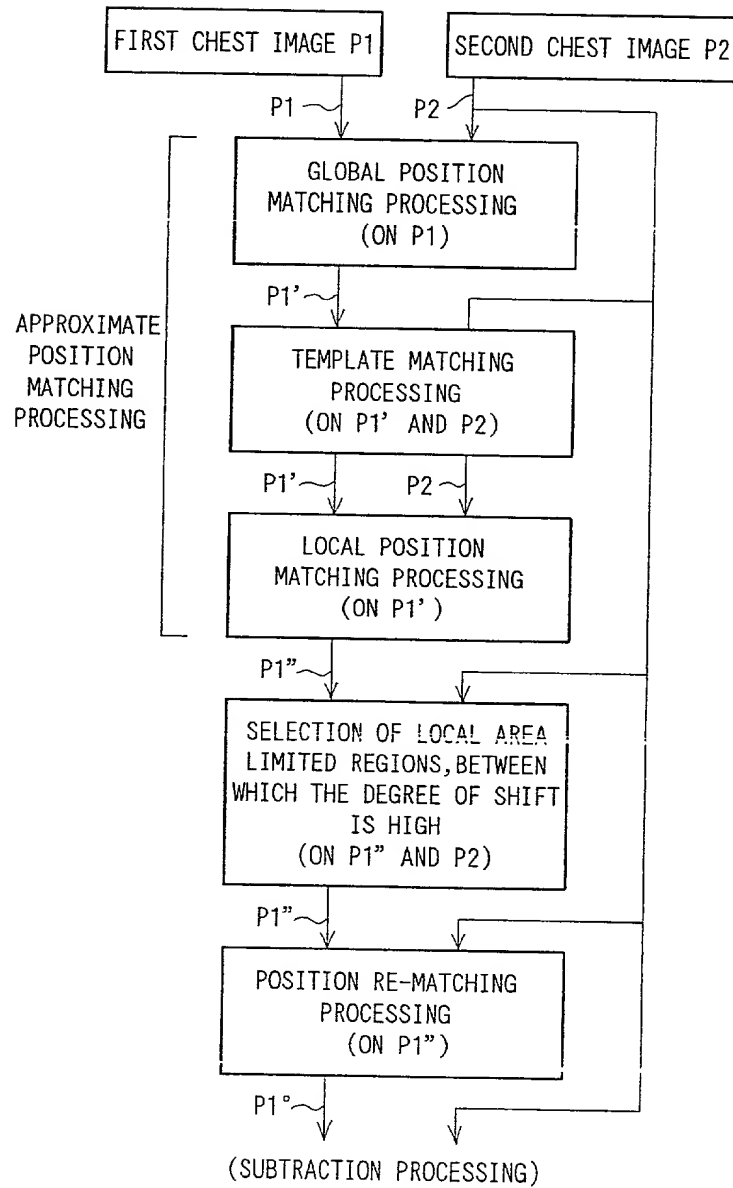 FIRST CHEST IMAGE P1
SECOND CHEST IMAGE P2
P1
P2
GLOBAL POSITION
MATCHING PROCESSING
(ON P1)
P1'
APPROXIMATE
POSITION
MATCHING
PROCESSING
TEMPLATE MATCHING
PROCESSING
(ON P1' AND P2)
P1'
P2
LOCAL POSITION
MATCHING PROCESSING
(ON P1')
P1”
SELECTION OF LOCAL AREA
LIMITED REGIONS,BETWEEN
WHICH THE DEGREE OF SHIFT
IS HIGH
(ON P1” AND P2)
P1”
POSITION RE-MATCHING
PROCESSING
(ON P1”)
P1°
(SUBTRACTION PROCESSING)